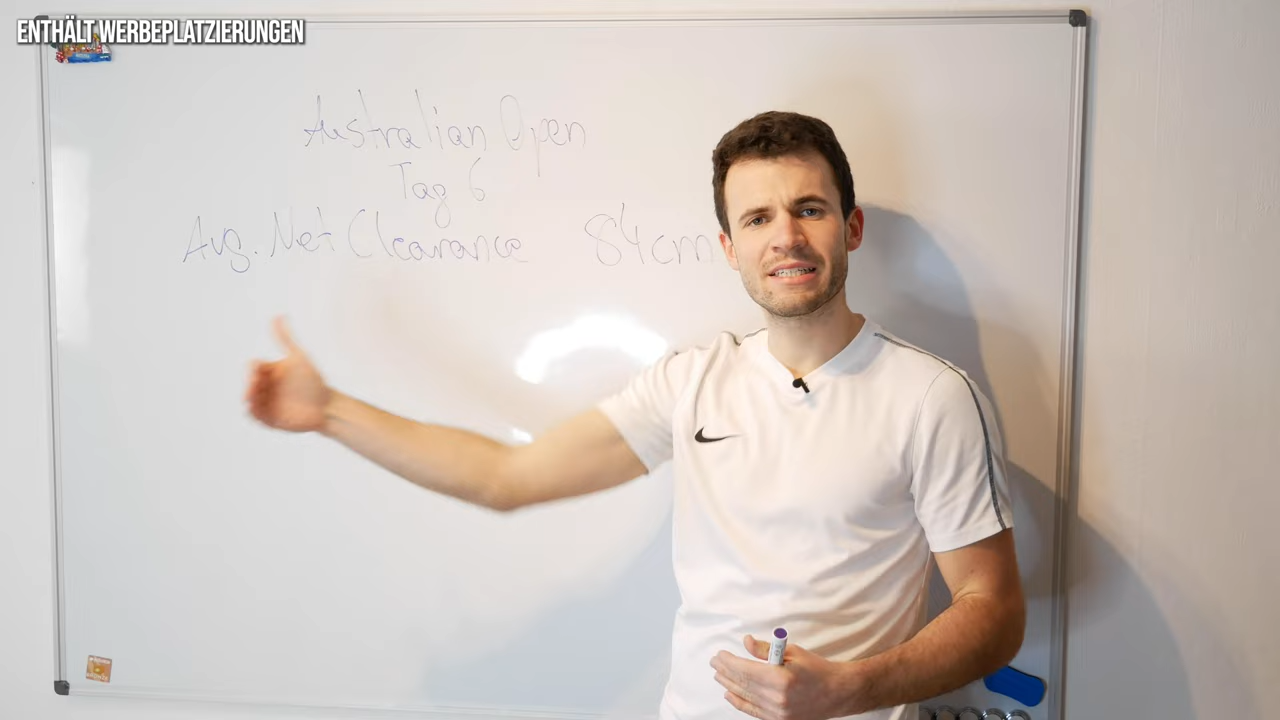 ENTHÄLT WERBEPLATZIERUNGEN
Australian Open
Tag 6
Avg. Net Clearance 84cm